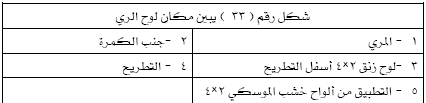 شكل رقم ( ٣٣ ) يبين مكان لوح الري
١ - المري
٢ - جنب الكمرة
٣ -لوح زنق ٢×٤ أسفل التطريح
٤ - التطريح
٥ - التطبيق من ألواح خشب الموسكي ٢×٤